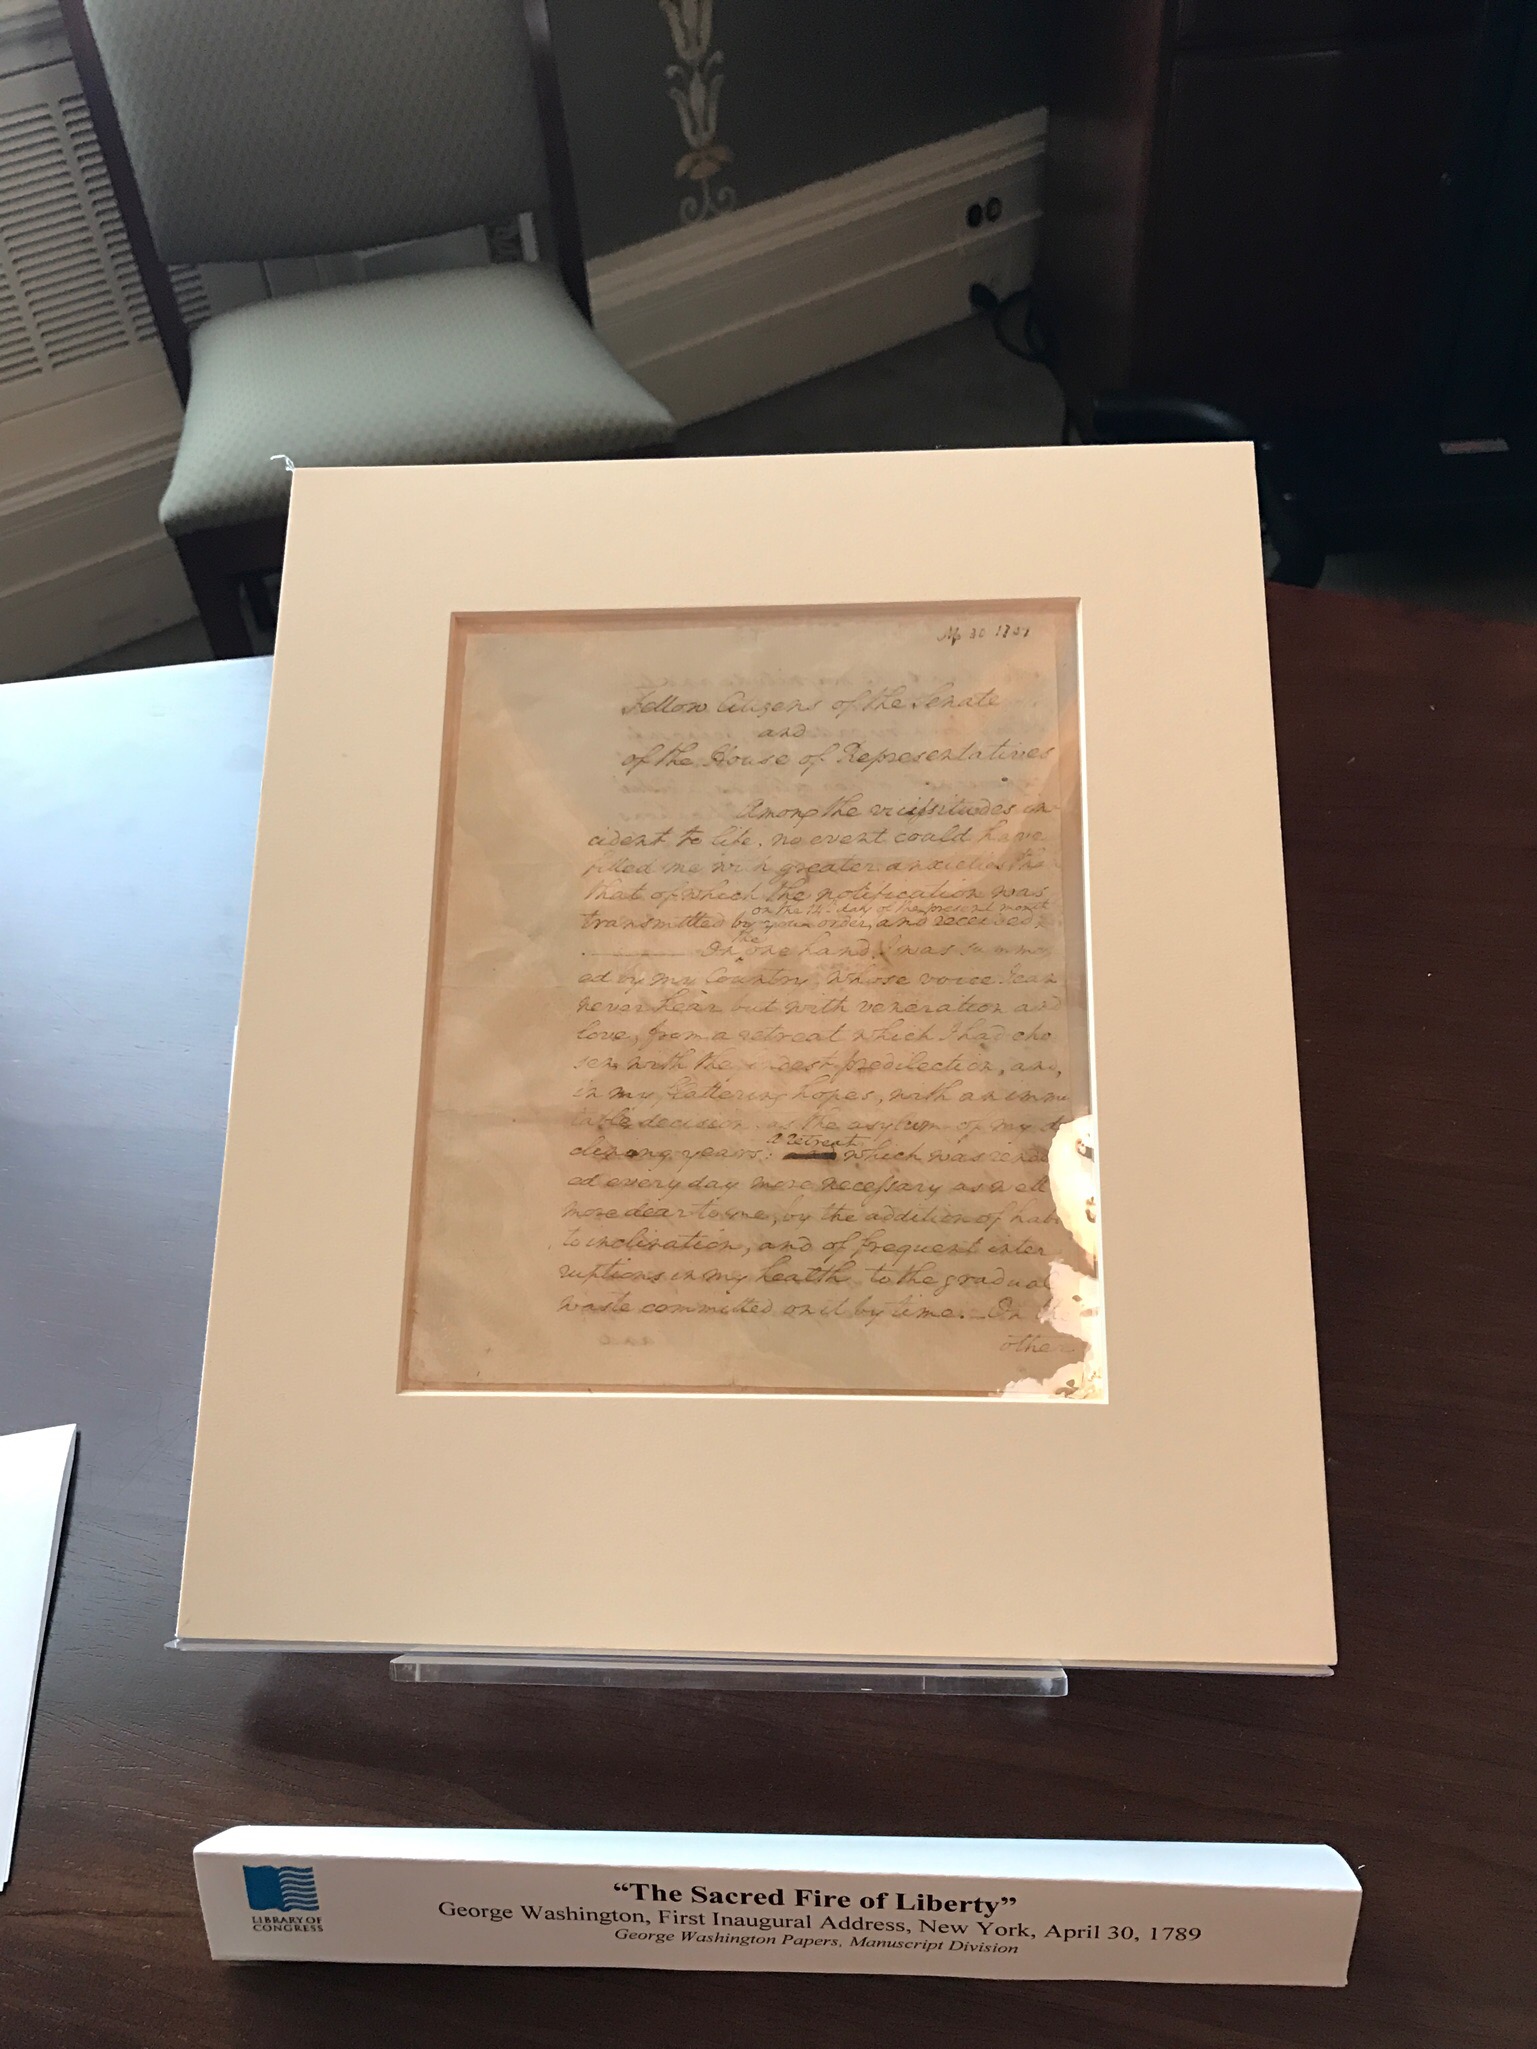 Ap 30 1789
Fellow Citizens of the Senate
and
of the House of Representatives
Among the vicissitudes in-
cident to life, no event could have
filled me with greater anxieties than
that of which the notification was
on the 14th day of the present month
transmitted by your order, and received
the
On one hand, I was summon
ed by my Country, whose voice I can
never hear but with veneration and
love, from a retreat which I had cho
sen with the fondest predilection, and,
in my flattering hopes, with an immu
table decision, as the asylum of my de
clining years: a retreat which was rend
ed every day more necessary as well
more dear to me, by the addition of habi
to inclination, and of frequent inter
ruptions in my health to the gradual
waste committed on it by time. On the
other
LIBRARY OF
CONGRESS
“The Sacred Fire of Liberty”
George Washington, First Inaugural Address, New York, April 30, 1789
George Washington Papers, Manuscript Division